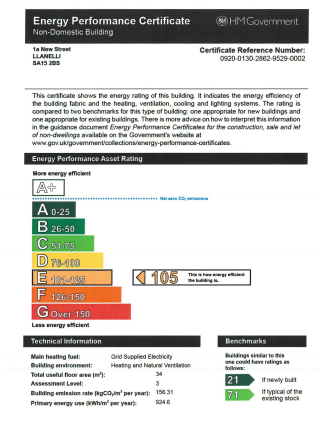 Energy Performance Certificate
Non-Domestic Building
HM Government
1a New Street
LLANELLI
SA15 2BS
Certificate Reference Number:
0920-0130-2862-9529-0002
This certificate shows the energy rating of this building. It indicates the energy efficiency of
the building fabric and the heating, ventilation, cooling and lighting systems. The rating is
compared to two benchmarks for this type of building: one appropriate for new buildings and
one appropriate for existing buildings. There is more advice on how to interpret this information
in the guidance document Energy Performance Certificates for the construction, sale and let
of non-dwellings available on the Government's website at
www.gov.uk/government/collections/energy-performance-certificates.
Energy Performance Asset Rating
More energy efficient
A+
Net zero CO₂ emissions
A 0-25
B 26-50
C 51-75
D 76-100
E 101-125
105
This is how energy efficient
the building is.
F 126-150
G Over 150
Less energy efficient
Technical Information
Main heating fuel: Grid Supplied Electricity
Building environment: Heating and Natural Ventilation
Total useful floor area (m²): 34
Assessment Level: 3
Building emission rate (kgCO₂/m² per year): 156.31
Primary energy use (kWh/m² per year): 924.6
Benchmarks
Buildings similar to this
one could have ratings as
follows:
21 If newly built
71 If typical of the
existing stock